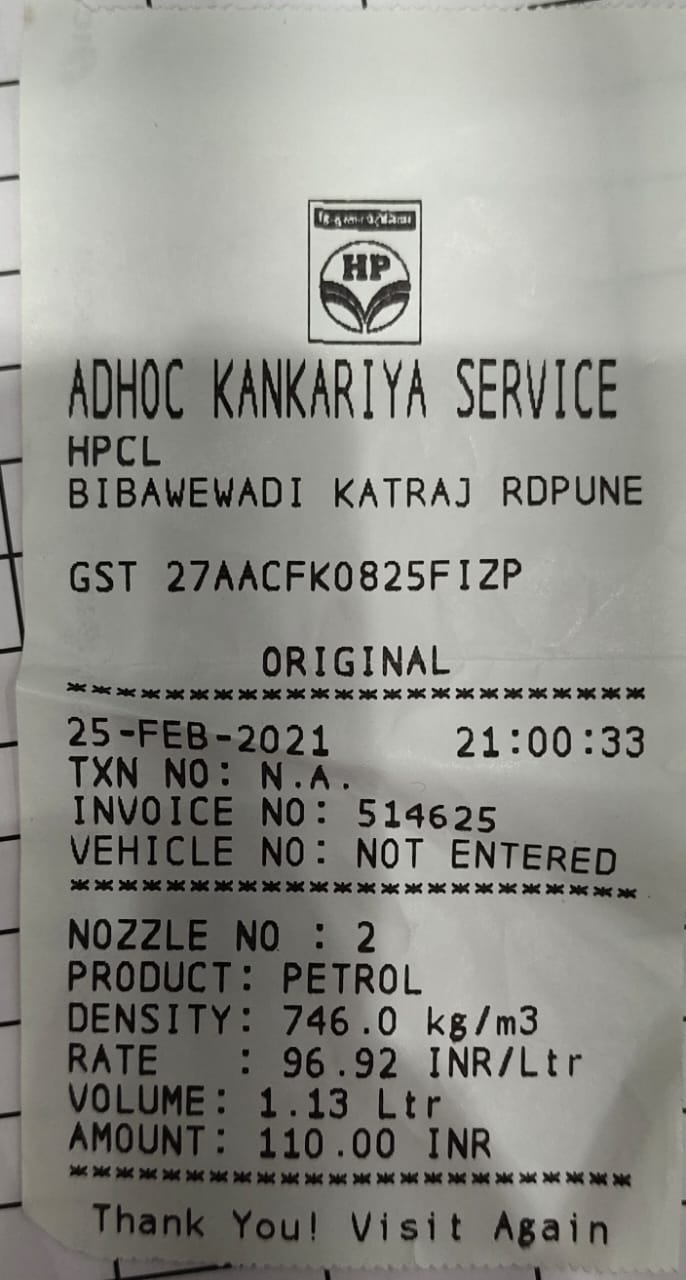 HP
ADHOC KANKARIYA SERVICE
HPCL
BIBAWEWADI KATRAJ RDPUNE
GST 27AACFK0825FIZP
ORIGINAL
************************
25-FEB-2021 21:00:33
TXN NO: N.A.
INVOICE NO: 514625
VEHICLE NO: NOT ENTERED
************************
NOZZLE NO : 2
PRODUCT: PETROL
DENSITY: 746.0 kg/m3
RATE : 96.92 INR/Ltr
VOLUME: 1.13 Ltr
AMOUNT: 110.00 INR
************************
Thank You! Visit Again